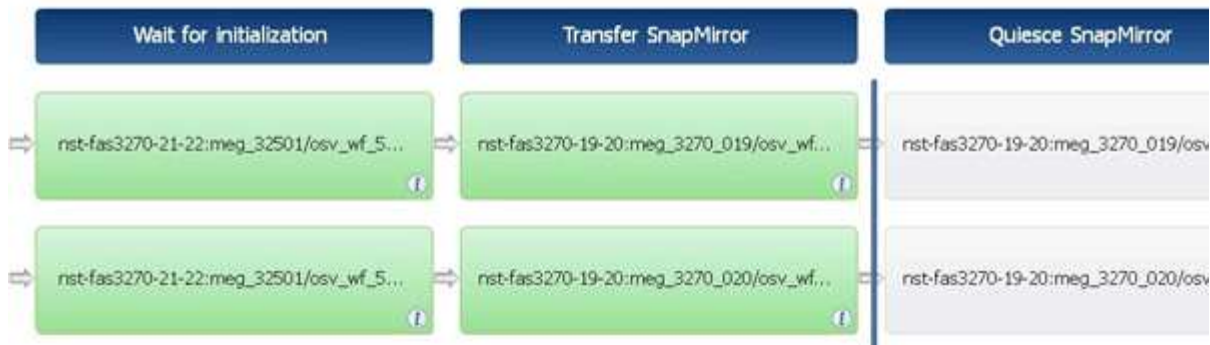 Wait for initialization
Transfer SnapMirror
Quiesce SnapMirror
nst-fas3270-21-22:meg_32501/osv_wf_5...
nst-fas3270-19-20:meg_3270_019/osv_wf...
nst-fas3270-19-20:meg_3270_019/osv
i
i
nst-fas3270-21-22:meg_32501/osv_wf_5...
nst-fas3270-19-20:meg_3270_020/osv_wf...
nst-fas3270-19-20:meg_3270_020/osv
i
i